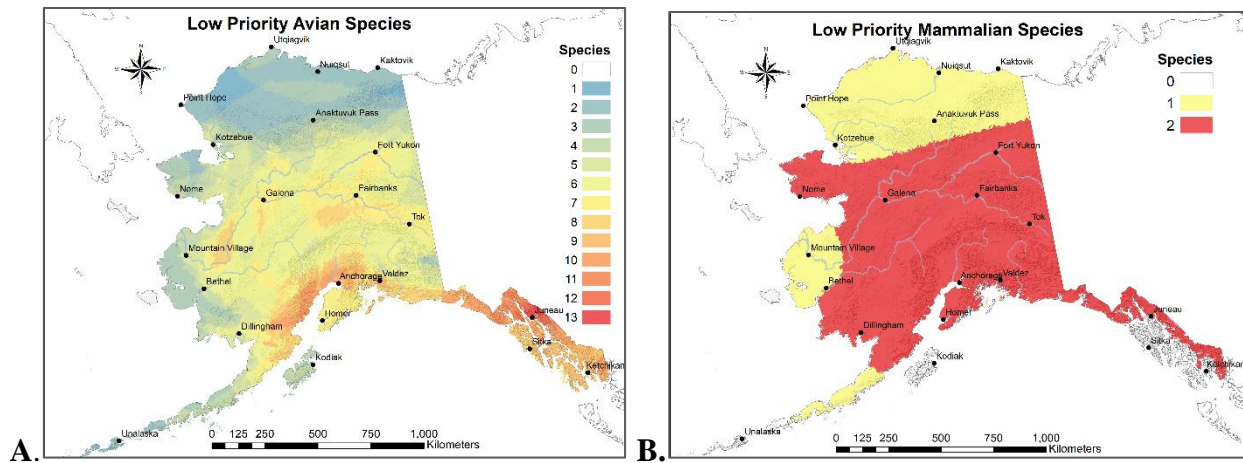 Low Priority Avian Species
Utqiagvik
N
Nuiqsut
Kaktovik
Point Hope
Anaktuvuk Pass
Kotzebue
Fort Yukon
Nome
Galena
Fairbanks
Tok
Mountain Village
Bethel
Anchorage
Valdez
Dillingham
Homer
Juneau
Sitka
Kodiak
Ketchikan
Unalaska
Species
0
1
2
3
4
5
6
7
8
9
10
11
12
13
0 125 250 500 750 1,000
Kilometers
A.
Low Priority Mammalian Species
Utqiagvik
N
Nuiqsut
Kaktovik
Point Hope
Anaktuvuk Pass
Kotzebue
Fort Yukon
Nome
Galena
Fairbanks
Tok
Mountain Village
Bethel
Anchorage
Valdez
Dillingham
Homer
Juneau
Sitka
Kodiak
Ketchikan
Unalaska
Species
0
1
2
0 125 250 500 750 1,000
Kilometers
B.